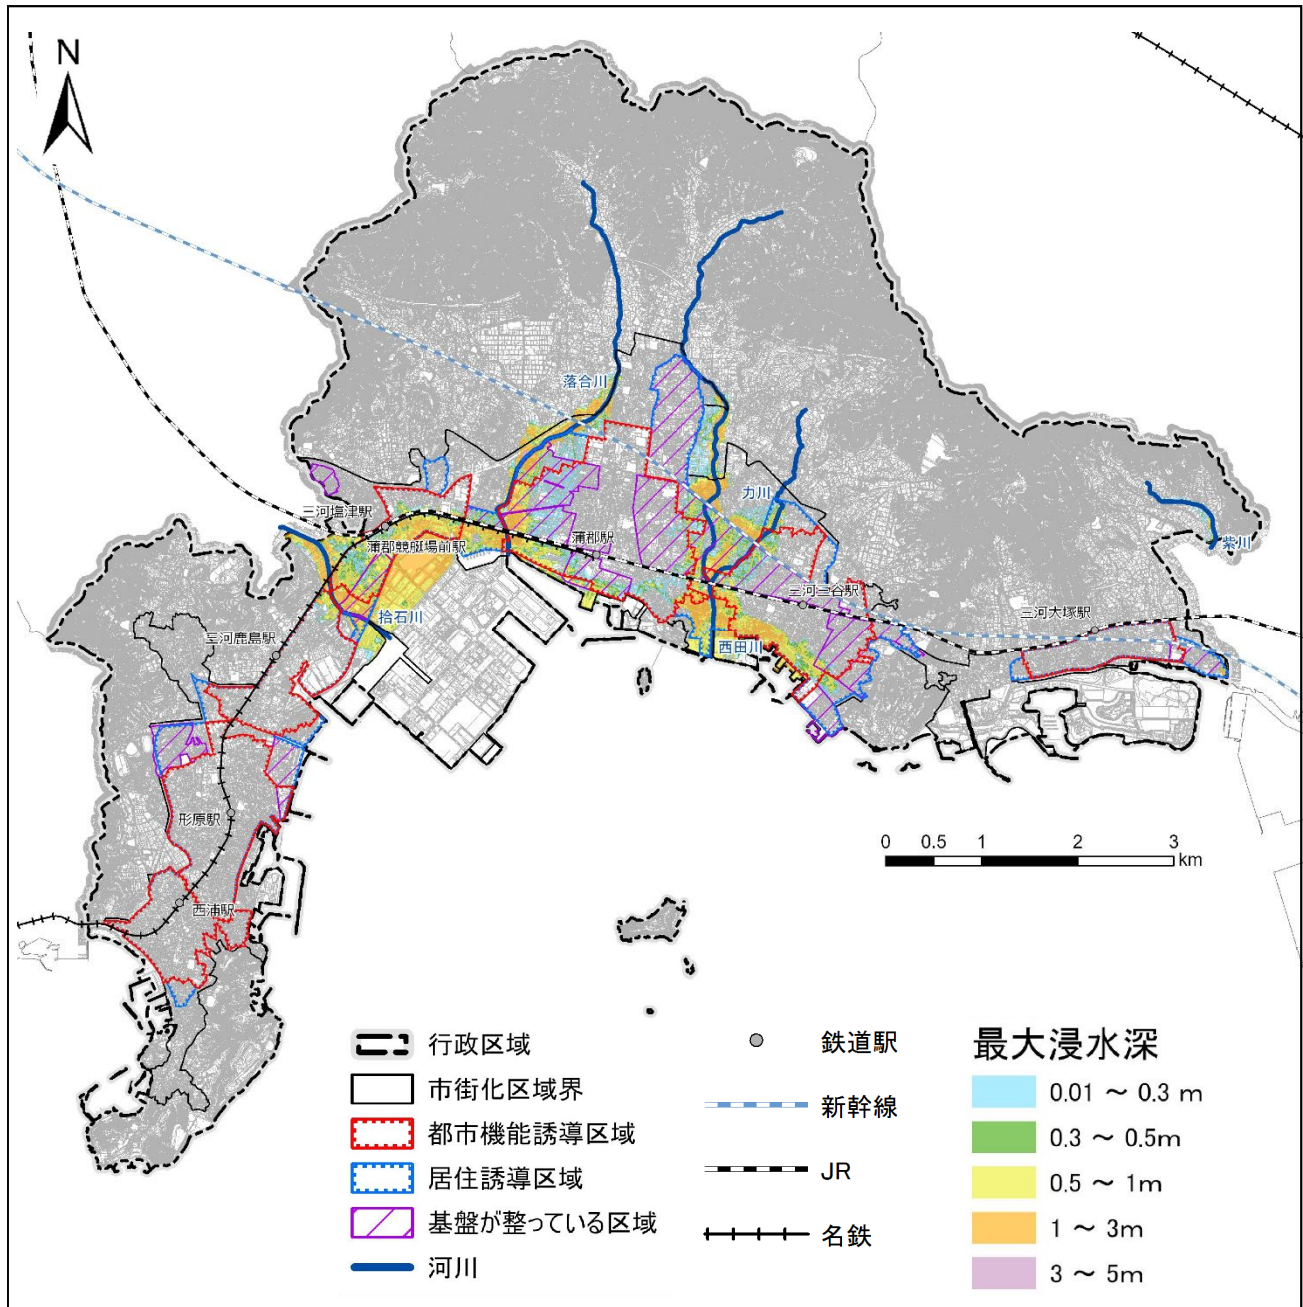 N
落合川
力川
三河塩津駅
蒲郡競艇場前駅
蒲郡駅
紫川
三河三谷駅
三河大塚駅
拾石川
三河鹿島駅
西田川
形原駅
西浦駅
0 0.5 1 2 3
km
行政区域
市街化区域界
都市機能誘導区域
居住誘導区域
基盤が整っている区域
河川
鉄道駅
新幹線
JR
名鉄
最大浸水深
0.01 ～ 0.3 m
0.3 ～ 0.5m
0.5 ～ 1m
1 ～ 3m
3 ～ 5m